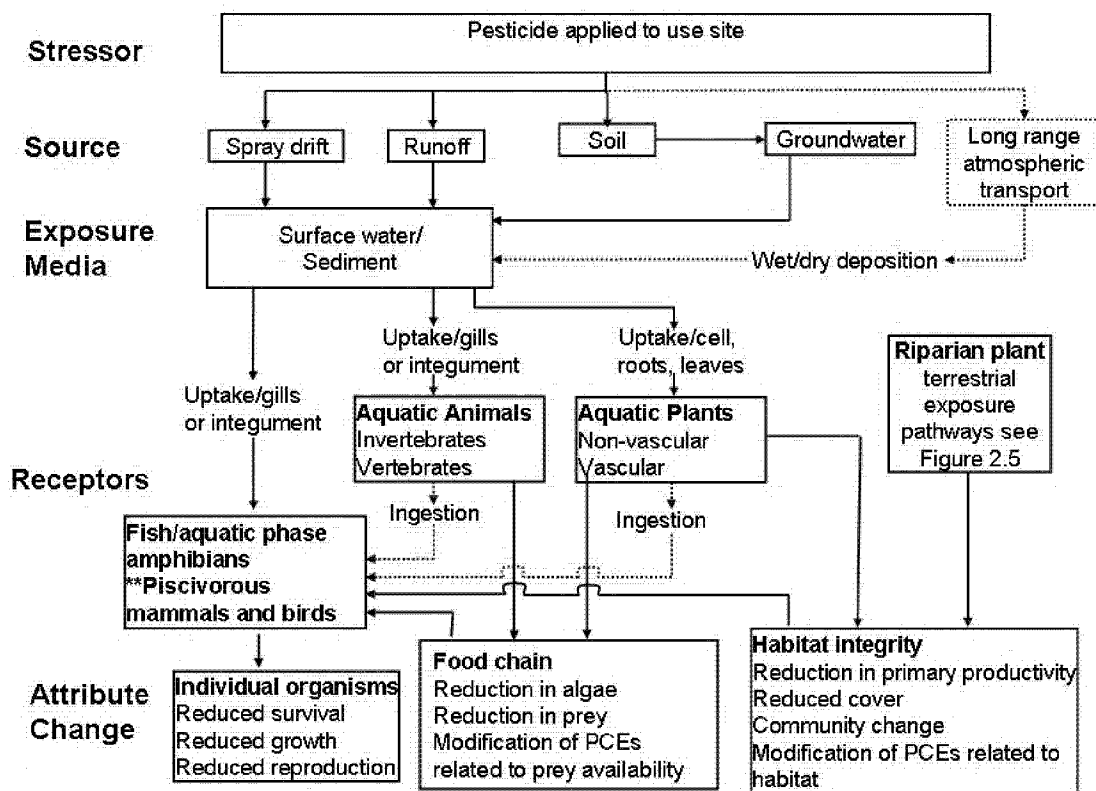 Stressor
Pesticide applied to use site
Source
Spray drift
Runoff
Soil
Groundwater
Long range
atmospheric
transport
Exposure
Media
Surface water/
Sediment
Wet/dry deposition
Uptake/gills
or integument
Uptake/gills
or integument
Uptake/cell,
roots, leaves
Riparian plant
terrestrial
exposure
pathways see
Figure 2.5
Receptors
Aquatic Animals
Invertebrates
Vertebrates
Aquatic Plants
Non-vascular
Vascular
Ingestion
Ingestion
Fish/aquatic phase
amphibians
**Piscivorous
mammals and birds
Attribute
Change
Individual organisms
Reduced survival
Reduced growth
Reduced reproduction
Food chain
Reduction in algae
Reduction in prey
Modification of PCEs
related to prey availability
Habitat integrity
Reduction in primary productivity
Reduced cover
Community change
Modification of PCEs related to
habitat